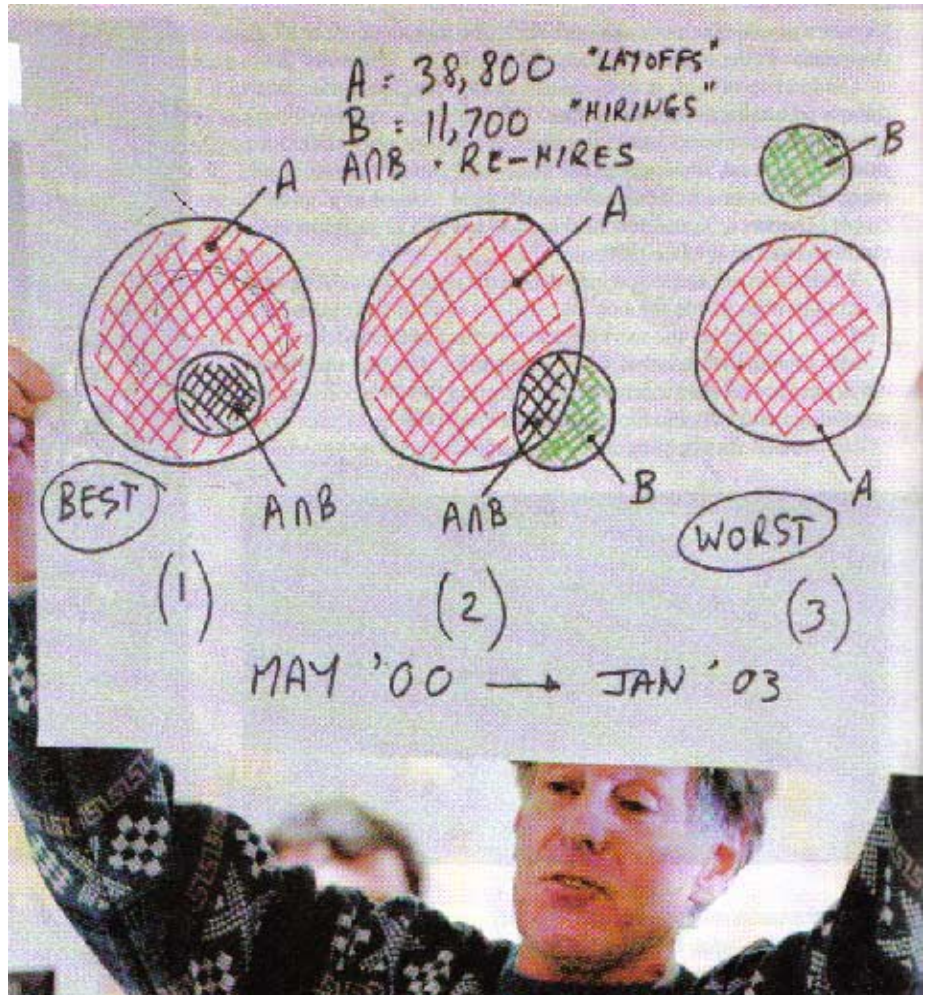 A = 38,800 "LAYOFFS"
B = 11,700 "HIRINGS"
A∩B = RE-HIRES
A
A
B
BEST
A∩B
A∩B
B
WORST
A
(1)
(2)
(3)
MAY '00 → JAN '03